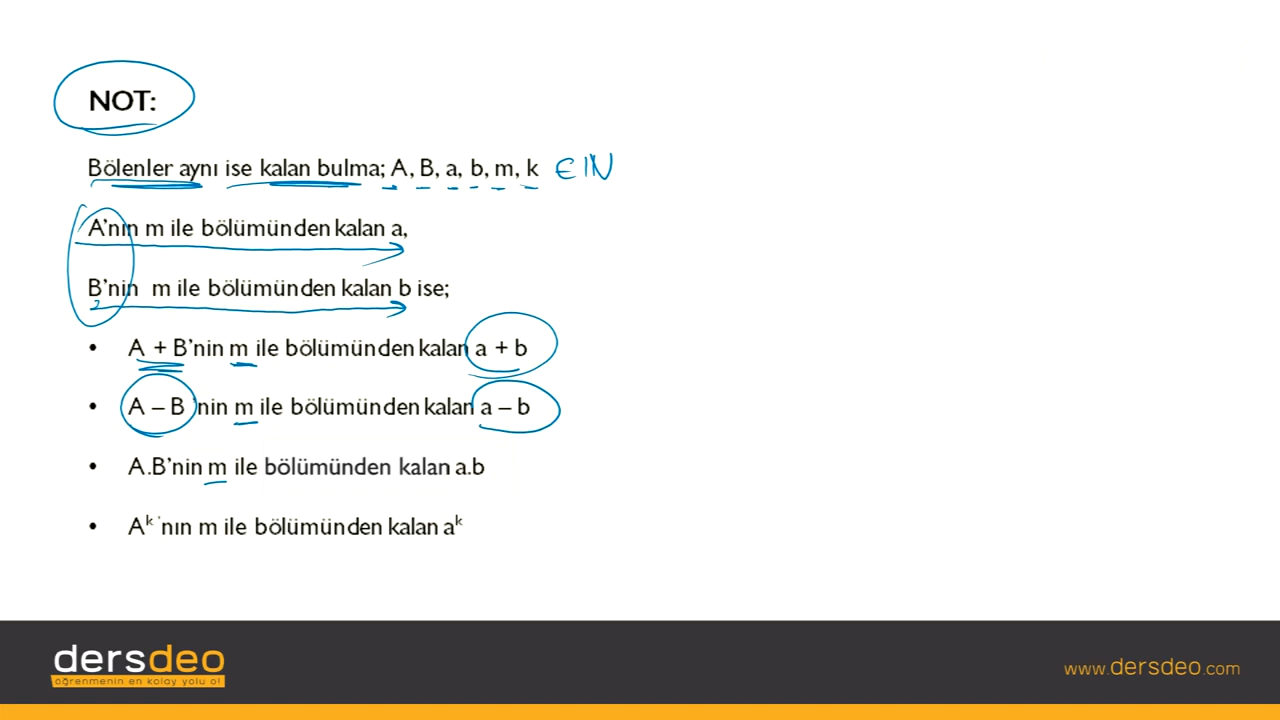 NOT:
Bölenler aynı ise kalan bulma; A, B, a, b, m, k ∈ IN
A'nın m ile bölümünden kalan a,
B'nin m ile bölümünden kalan b ise;
• A + B'nin m ile bölümünden kalan a + b
• A – B 'nin m ile bölümünden kalan a – b
• A.B'nin m ile bölümünden kalan a.b
• Aᵏ 'nın m ile bölümünden kalan aᵏ
dersdeo
öğrenmenin en kolay yolu o!
www.dersdeo.com